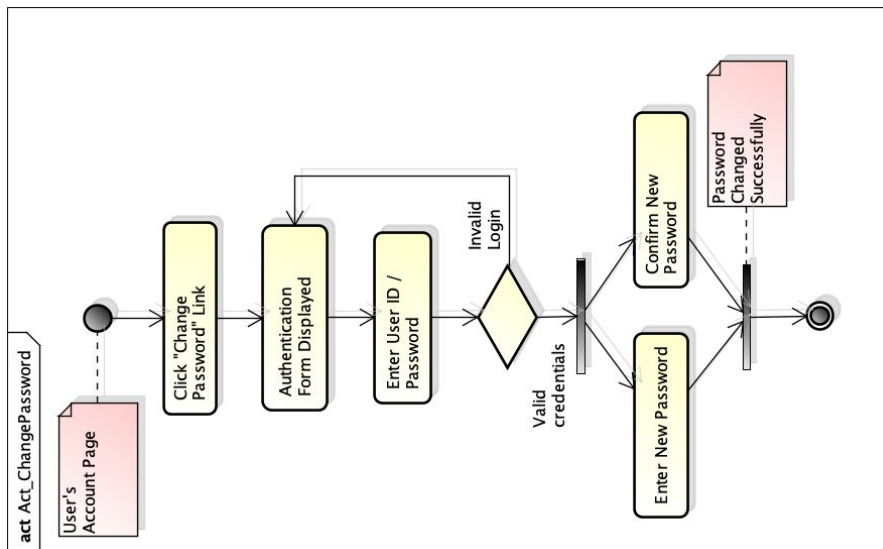 act Act_ChangePassword
User's
Account Page
Click "Change
Password" Link
Authentication
Form Displayed
Enter User ID /
Password
Invalid
Login
Valid
credentials
Enter New Password
Confirm New
Password
Password
Changed
Successfully